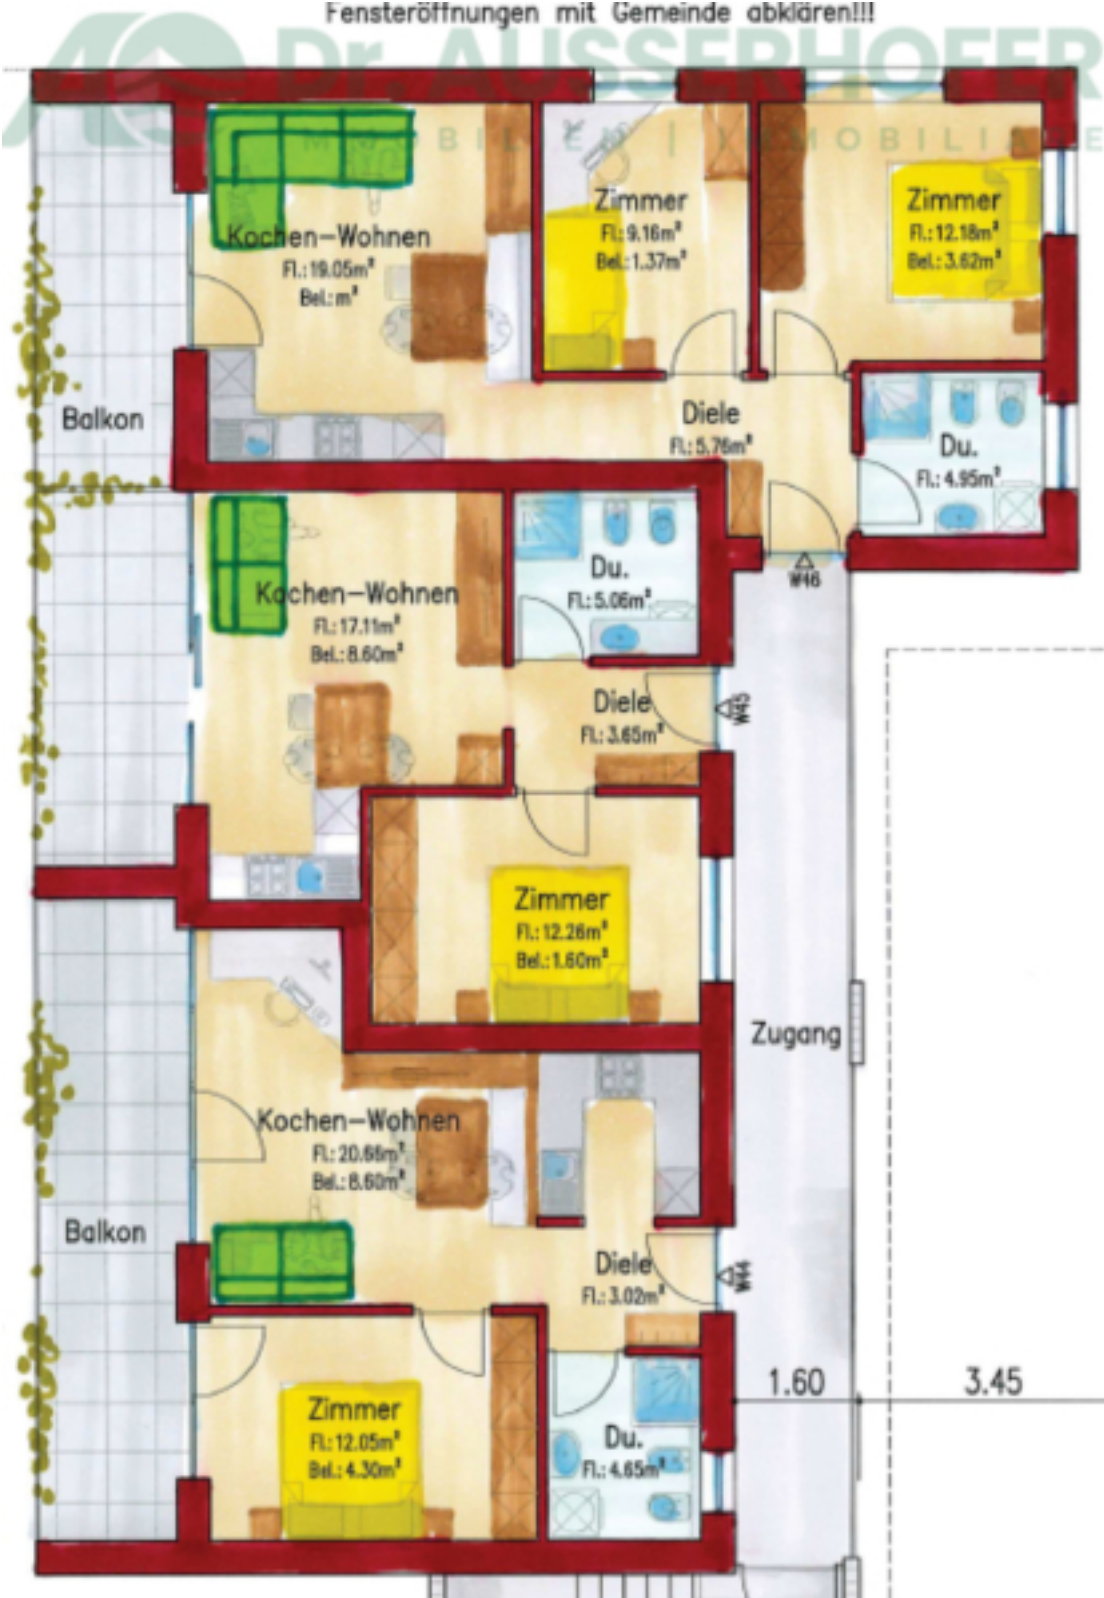 Fensteröffnungen mit Gemeinde abklären!!!
Dr. AUSSERHOFER
IMMOBILIEN | IMMOBILIARE
Kochen-Wohnen
Fl.:19.05m²
Bel.: m²
Zimmer
Fl.:9.16m²
Bel.:1.37m²
Zimmer
Fl.:12.18m²
Bel.:3.62m²
Balkon
Diele
Fl.:5.76m²
Du.
Fl.:4.95m²
W46
Kochen-Wohnen
Fl.:17.11m²
Bel.:8.60m²
Du.
Fl.:5.06m²
Diele
Fl.:3.65m²
W45
Zimmer
Fl.:12.26m²
Bel.:1.60m²
Zugang
Kochen-Wohnen
Fl.:20.66m²
Bel.:8.60m²
Balkon
Diele
Fl.:3.02m²
W44
Zimmer
Fl.:12.05m²
Bel.:4.30m²
Du.
Fl.:4.65m²
1.60
3.45